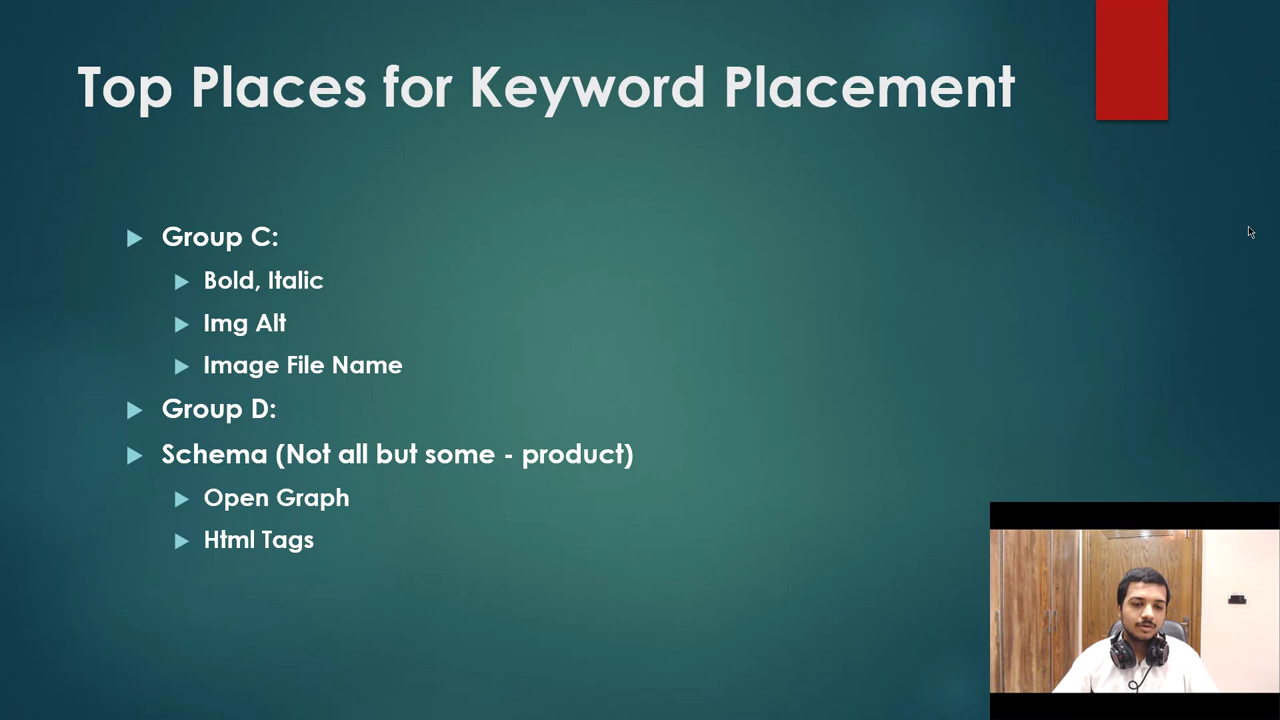 Top Places for Keyword Placement
Group C:
Bold, Italic
Img Alt
Image File Name
Group D:
Schema (Not all but some - product)
Open Graph
Html Tags